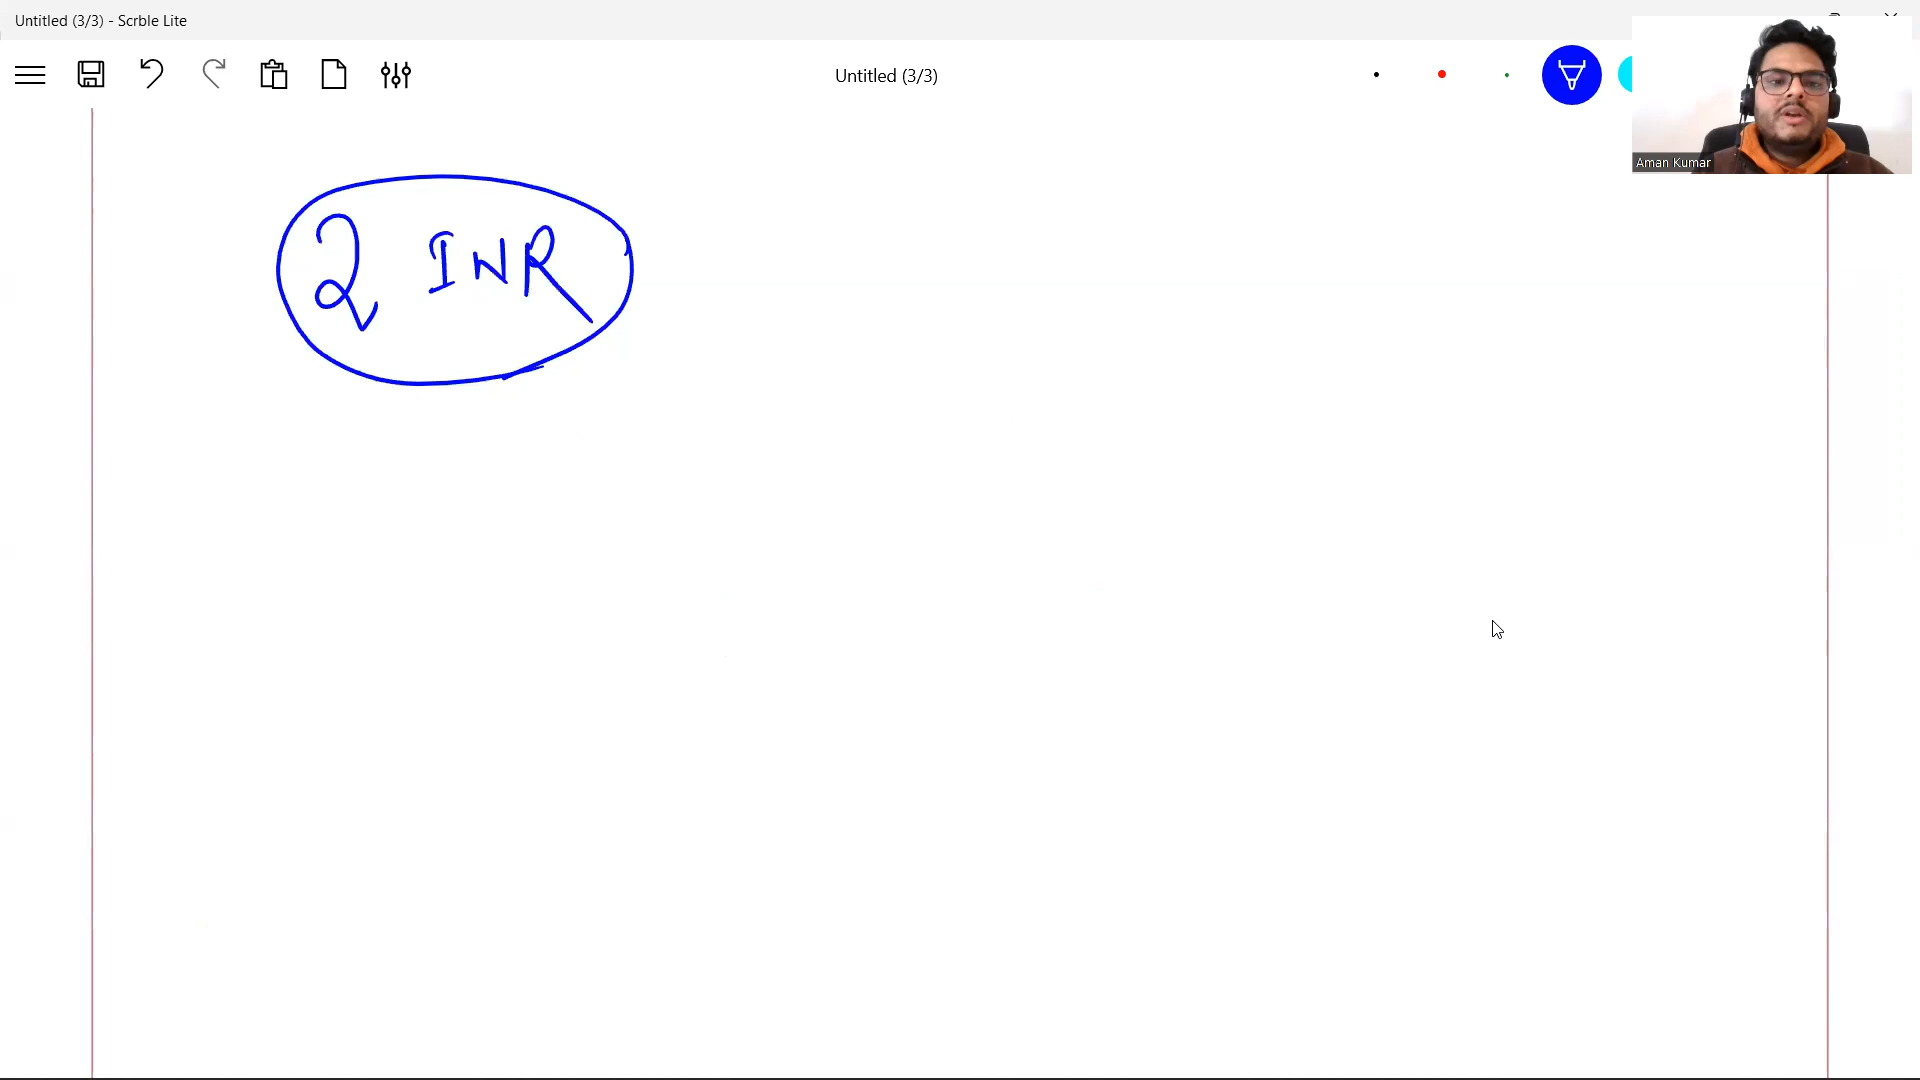 Untitled (3/3) - Scrble Lite
Untitled (3/3)
Aman Kumar
2 INR